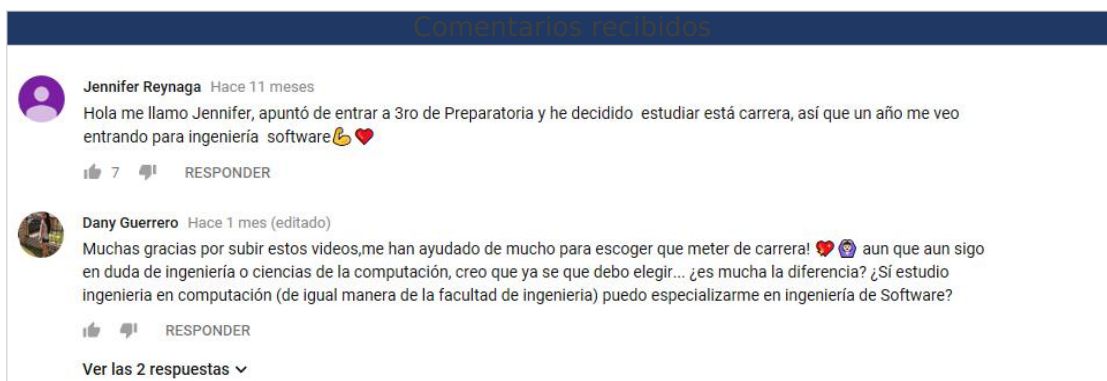 Comentarios recibidos
Jennifer Reynaga Hace 11 meses
Hola me llamo Jennifer, apuntó de entrar a 3ro de Preparatoria y he decidido estudiar está carrera, así que un año me veo
entrando para ingeniería software💪❤️
7 RESPONDER
Dany Guerrero Hace 1 mes (editado)
Muchas gracias por subir estos videos,me han ayudado de mucho para escoger que meter de carrera! 💖🙆 aun que aun sigo
en duda de ingeniería o ciencias de la computación, creo que ya se que debo elegir... ¿es mucha la diferencia? ¿Sí estudio
ingenieria en computación (de igual manera de la facultad de ingenieria) puedo especializarme en ingeniería de Software?
RESPONDER
Ver las 2 respuestas